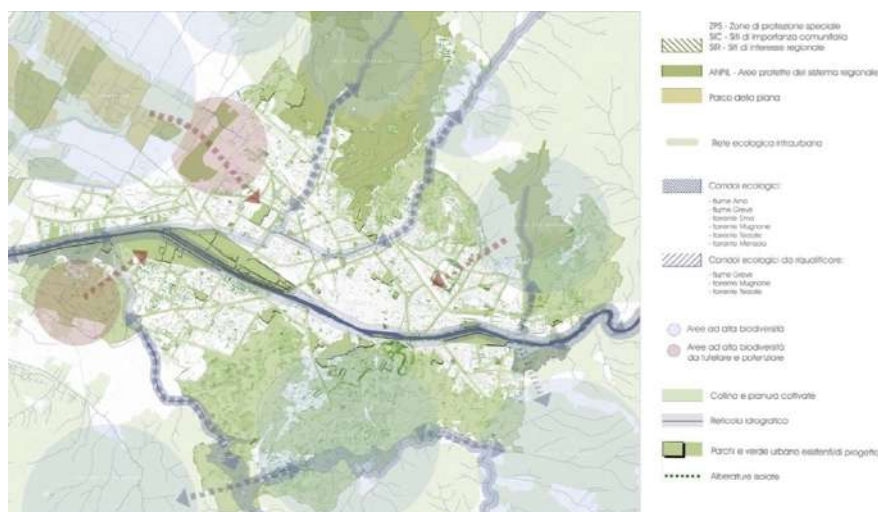 ZPS - Zone di protezione speciale
SIC - Siti di importanza comunitaria
SIR - Siti di interesse regionale
ANPIL - Aree protette del sistema regionale
Parco della piana
Rete ecologica intraurbana
Corridoi ecologici:
- fiume Arno
- fiume Greve
- torrente Ema
- torrente Mugnone
- torrente Terzolle
- torrente Mensola
Corridoi ecologici da riqualificare:
- fiume Greve
- torrente Mugnone
- torrente Terzolle
Aree ad alta biodiversità
Aree ad alta biodiversità
da tutelare e potenziare
Collina e pianura coltivate
Reticolo idrografico
Parchi e verde urbano esistenti/di progetto
Alberature isolate